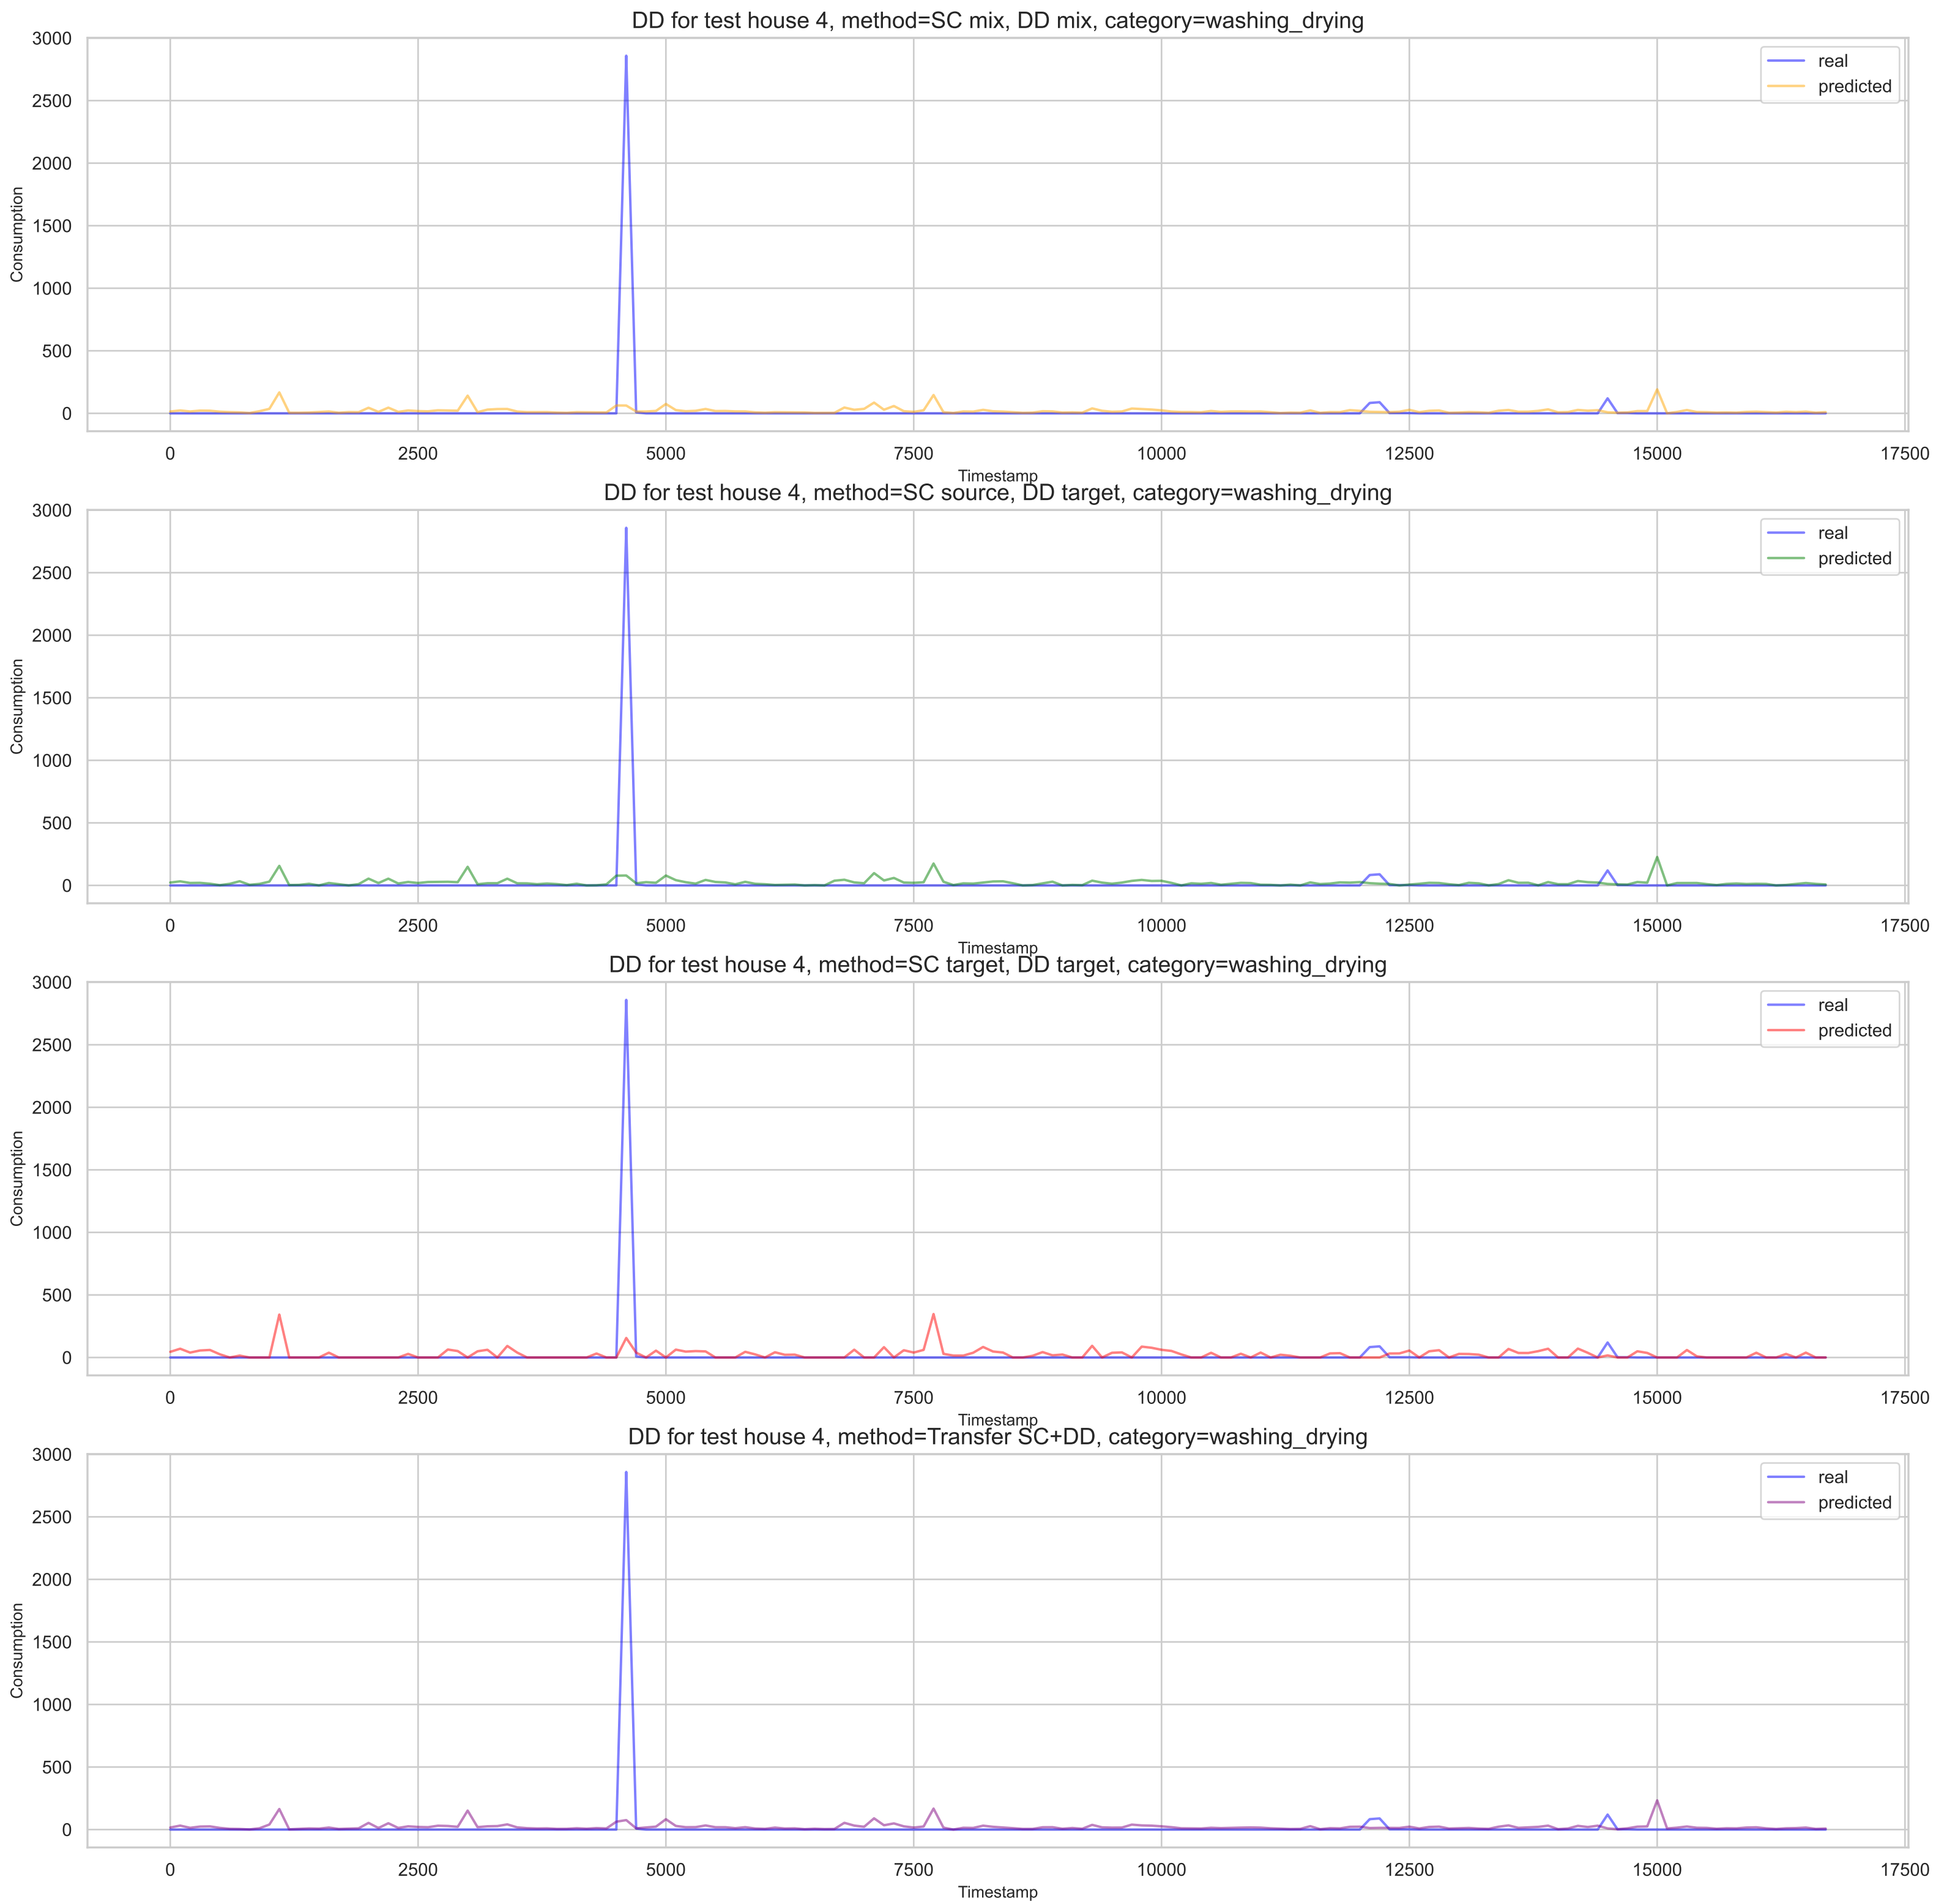 DD for test house 4, method=SC mix, DD mix, category=washing_drying
3000
real
predicted
2500
2000
1500
Consumption
1000
500
0
0 2500 5000 7500 10000 12500 15000 17500
Timestamp
DD for test house 4, method=SC source, DD target, category=washing_drying
3000
real
predicted
2500
2000
1500
Consumption
1000
500
0
0 2500 5000 7500 10000 12500 15000 17500
Timestamp
DD for test house 4, method=SC target, DD target, category=washing_drying
3000
real
predicted
2500
2000
1500
Consumption
1000
500
0
0 2500 5000 7500 10000 12500 15000 17500
Timestamp
DD for test house 4, method=Transfer SC+DD, category=washing_drying
3000
real
predicted
2500
2000
1500
Consumption
1000
500
0
0 2500 5000 7500 10000 12500 15000 17500
Timestamp